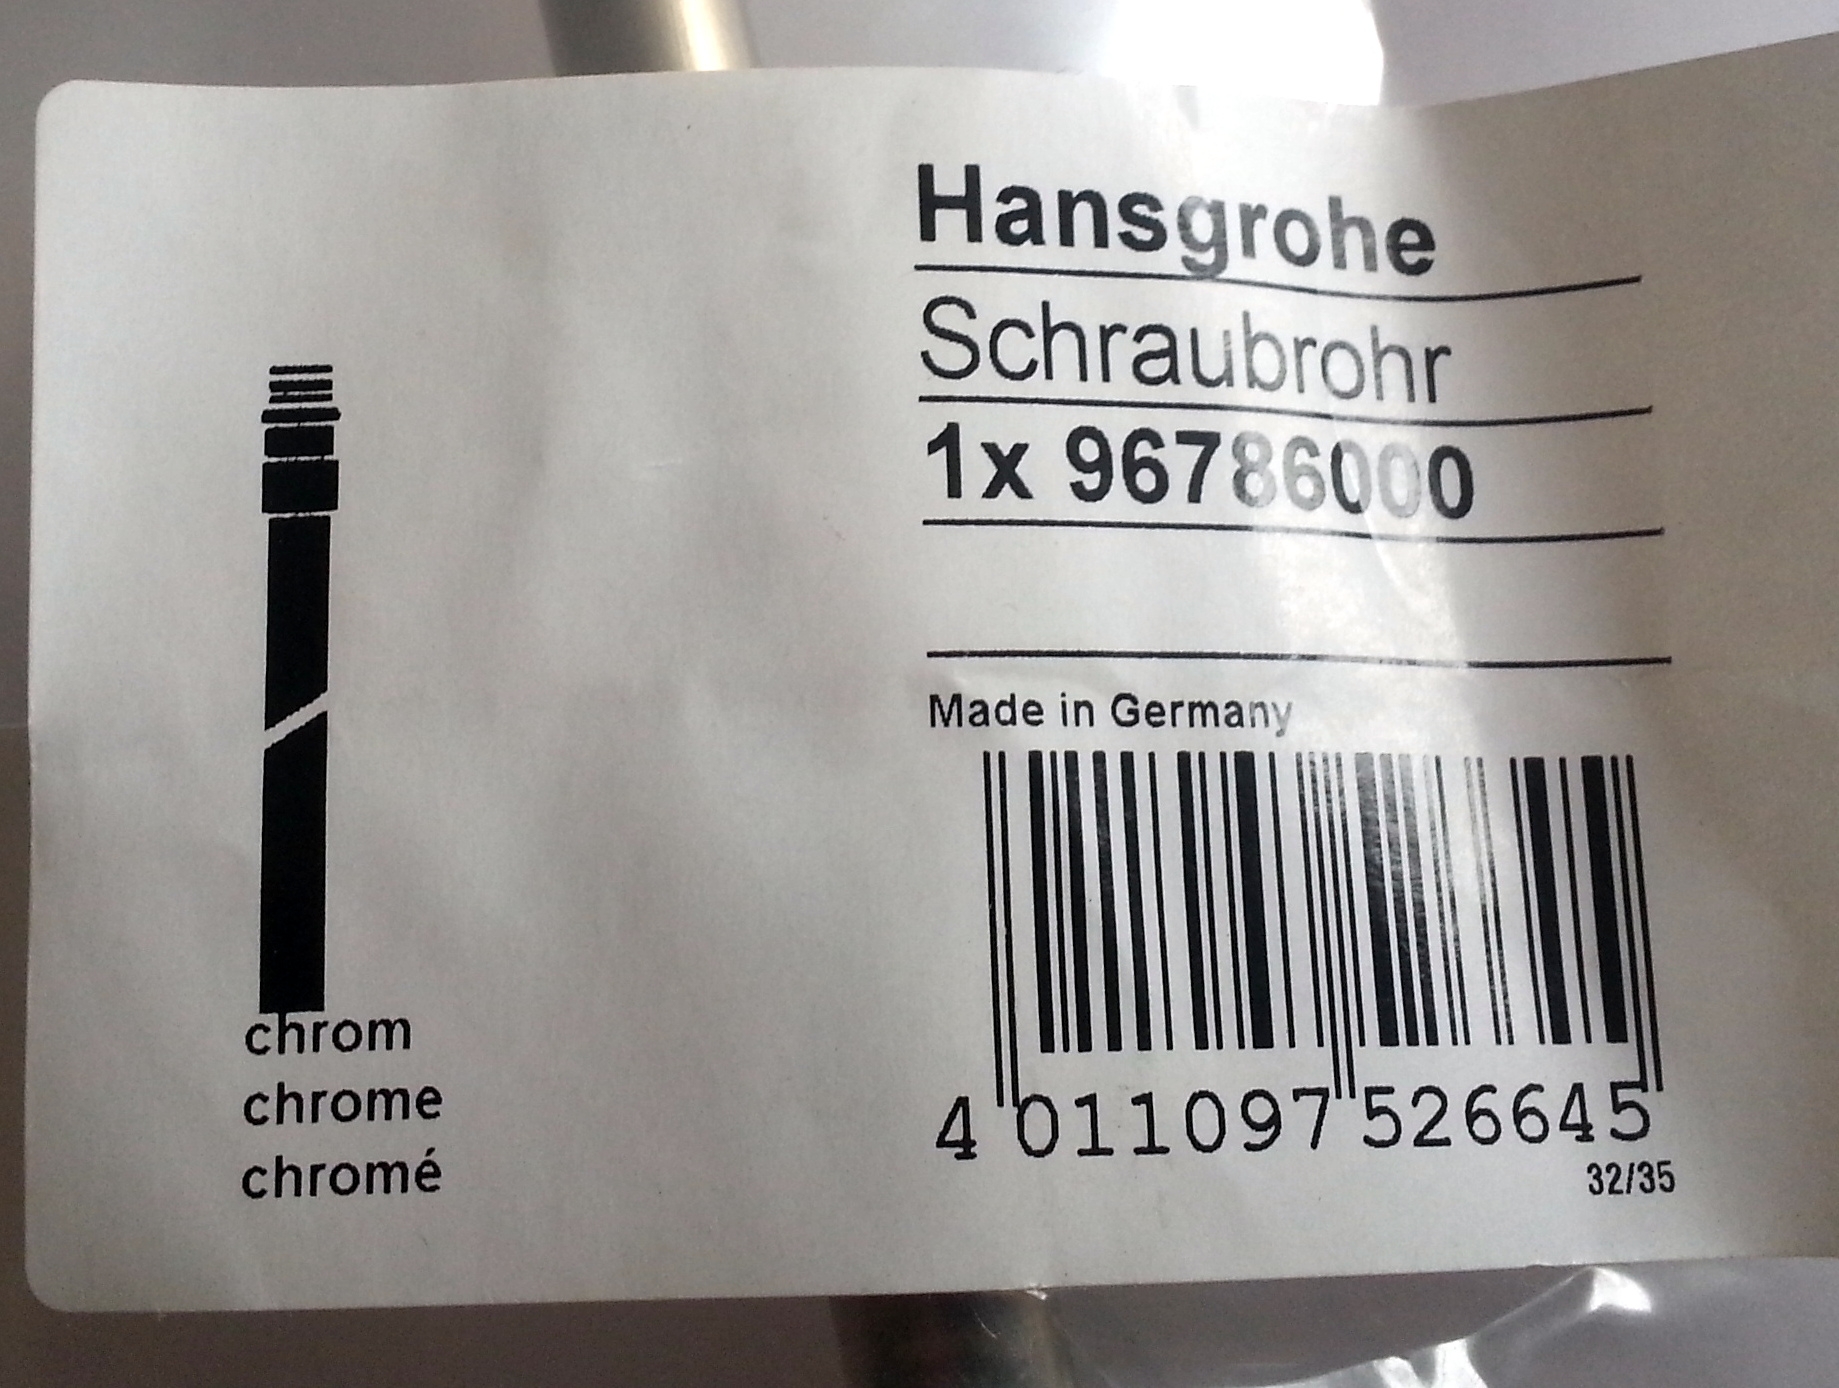 Hansgrohe
Schraubrohr
1x 96786000
Made in Germany
4 011097 526645
32/35
chrom
chrome
chromé